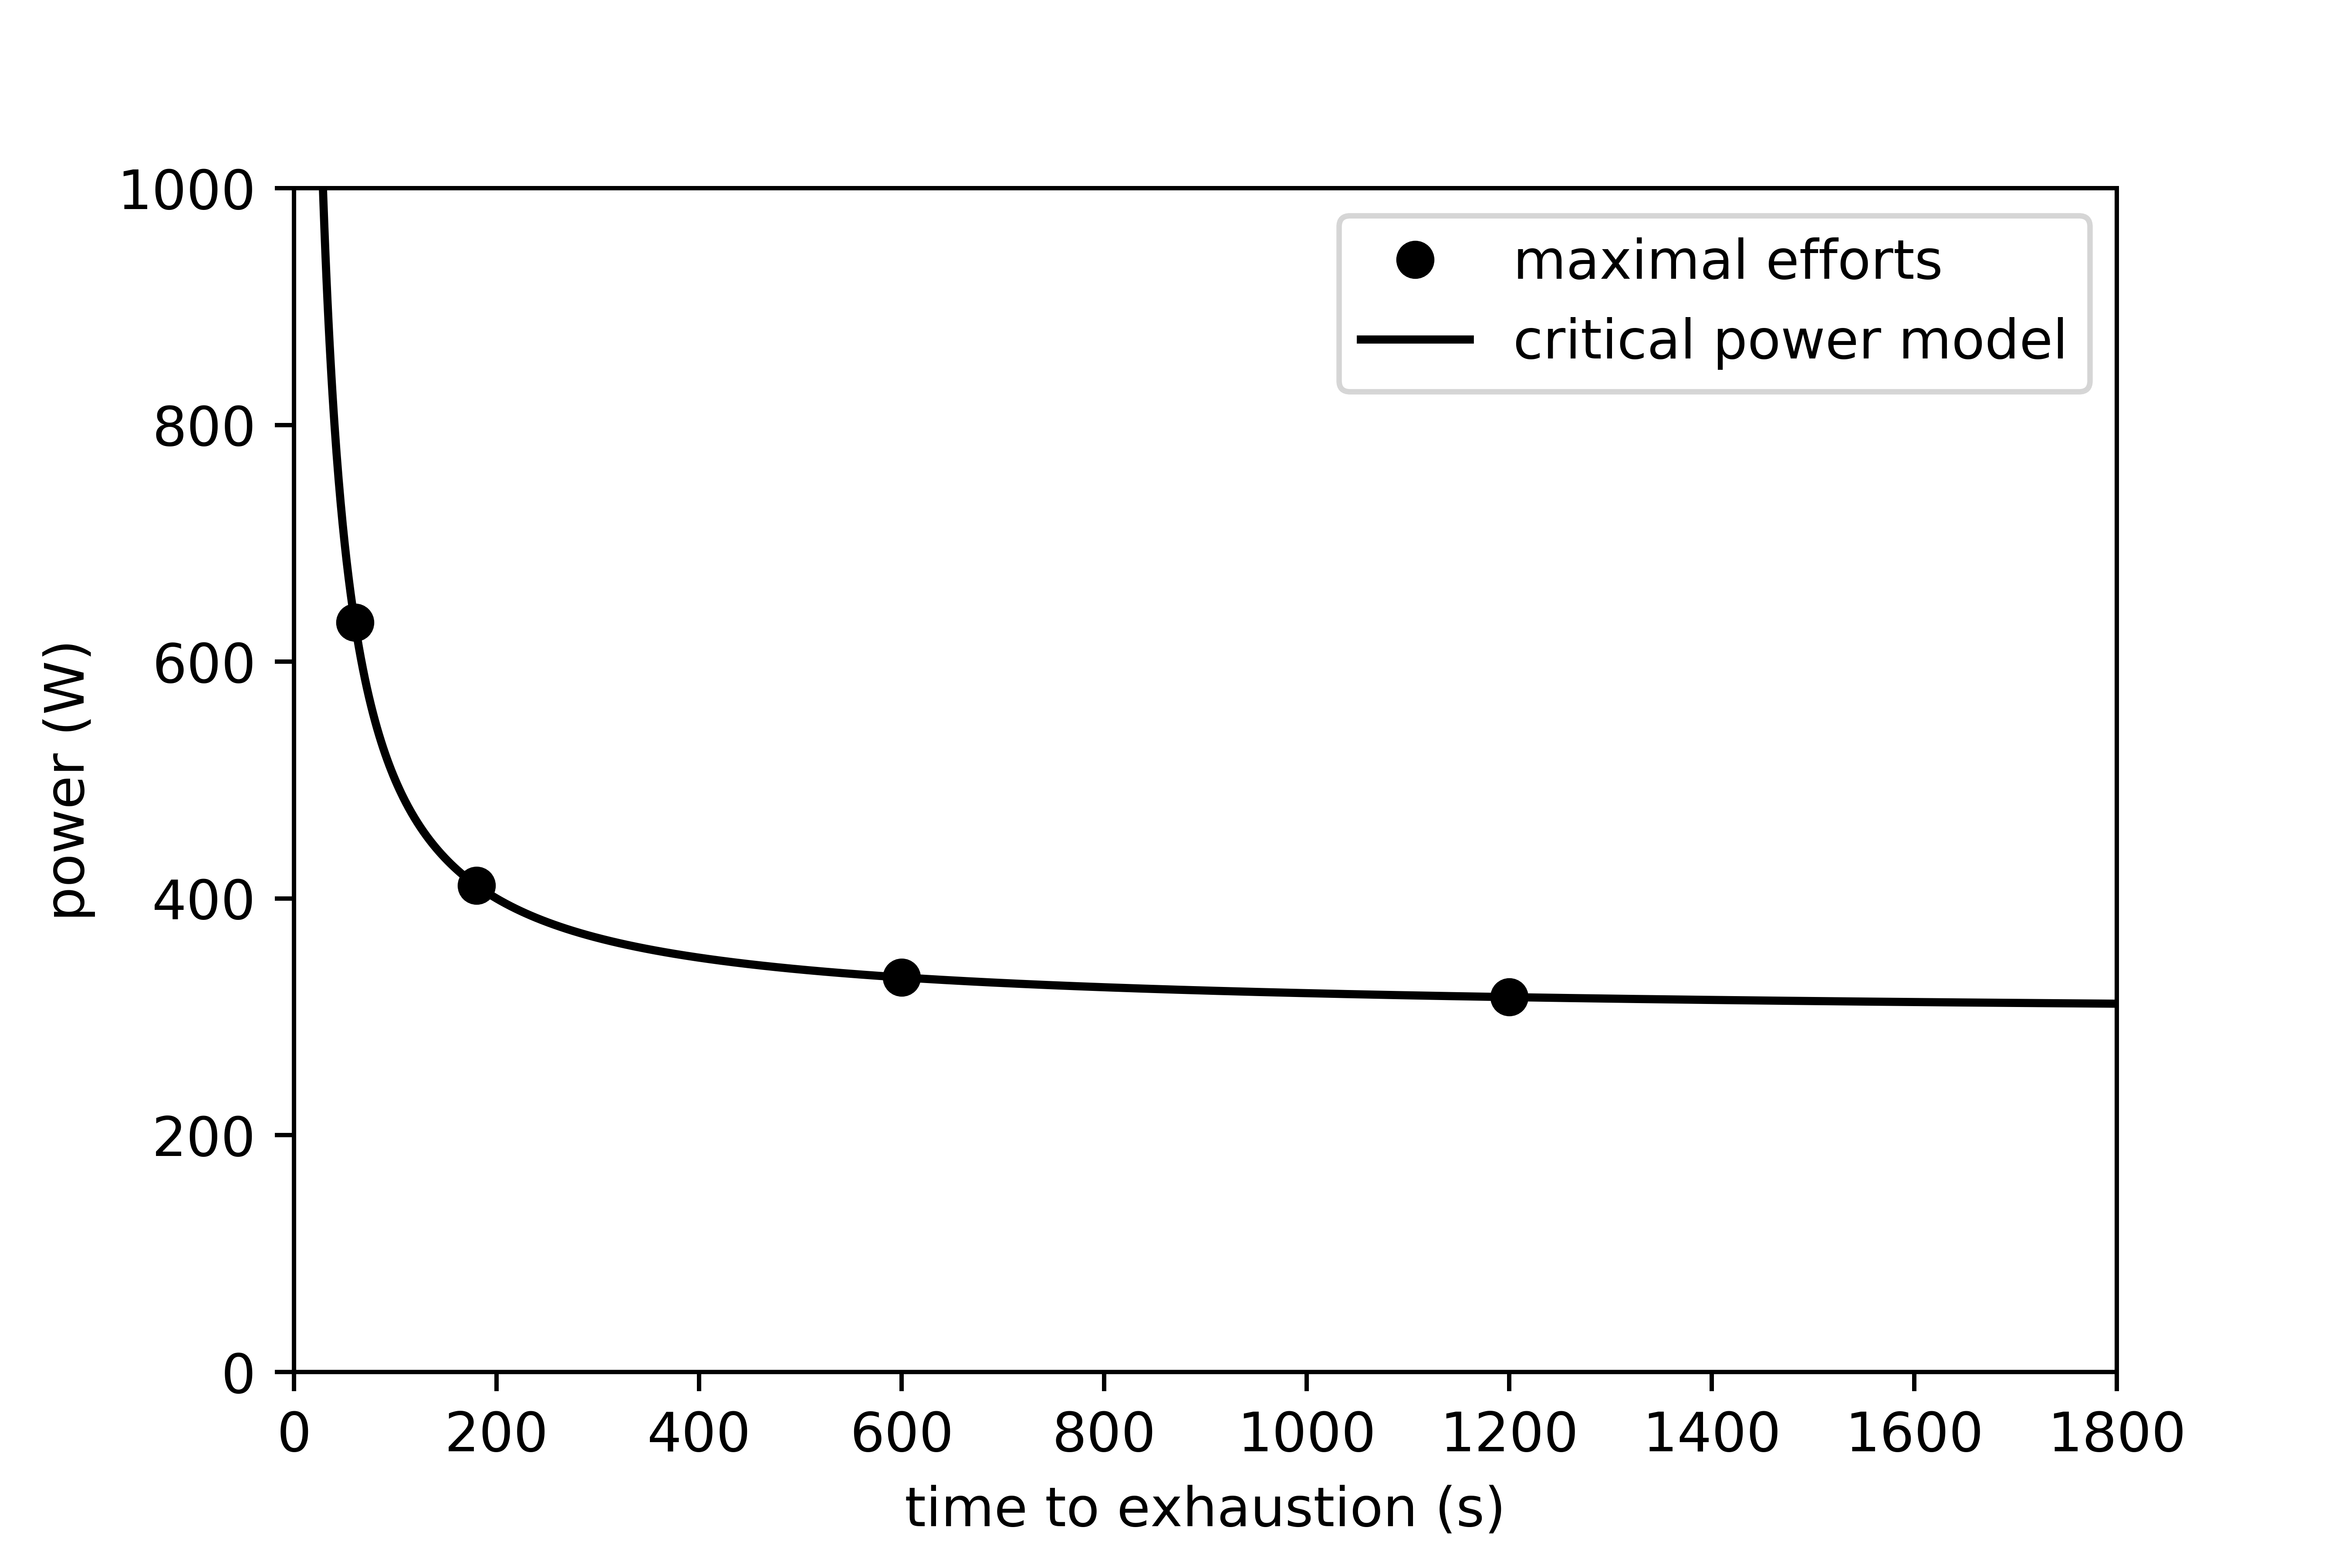 maximal efforts
critical power model
power (W)
1000
800
600
400
200
0
0 200 400 600 800 1000 1200 1400 1600 1800
time to exhaustion (s)